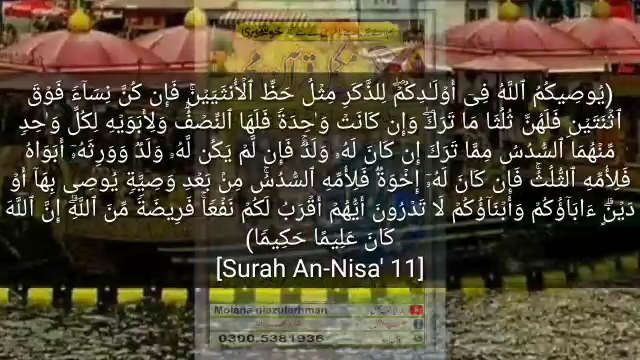 ﴿يُوصِيكُمُ ٱللَّهُ فِىٓ أَوْلَـٰدِكُمْ ۖ لِلذَّكَرِ مِثْلُ حَظِّ ٱلْأُنثَيَيْنِ ۚ فَإِن كُنَّ نِسَآءً فَوْقَ
ٱثْنَتَيْنِ فَلَهُنَّ ثُلُثَا مَا تَرَكَ ۖ وَإِن كَانَتْ وَٰحِدَةً فَلَهَا ٱلنِّصْفُ ۚ وَلِأَبَوَيْهِ لِكُلِّ وَٰحِدٍ
مِّنْهُمَا ٱلسُّدُسُ مِمَّا تَرَكَ إِن كَانَ لَهُۥ وَلَدٌ ۚ فَإِن لَّمْ يَكُن لَّهُۥ وَلَدٌ وَوَرِثَهُۥٓ أَبَوَاهُ
فَلِأُمِّهِ ٱلثُّلُثُ ۚ فَإِن كَانَ لَهُۥٓ إِخْوَةٌ فَلِأُمِّهِ ٱلسُّدُسُ ۚ مِنۢ بَعْدِ وَصِيَّةٍ يُوصِى بِهَآ أَوْ
دَيْنٍ ۗ ءَابَآؤُكُمْ وَأَبْنَآؤُكُمْ لَا تَدْرُونَ أَيُّهُمْ أَقْرَبُ لَكُمْ نَفْعًا ۚ فَرِيضَةً مِّنَ ٱللَّهِ ۗ إِنَّ ٱللَّهَ
كَانَ عَلِيمًا حَكِيمًا﴾
[Surah An-Nisa' 11]
Molana niazularhman
0300.5381936